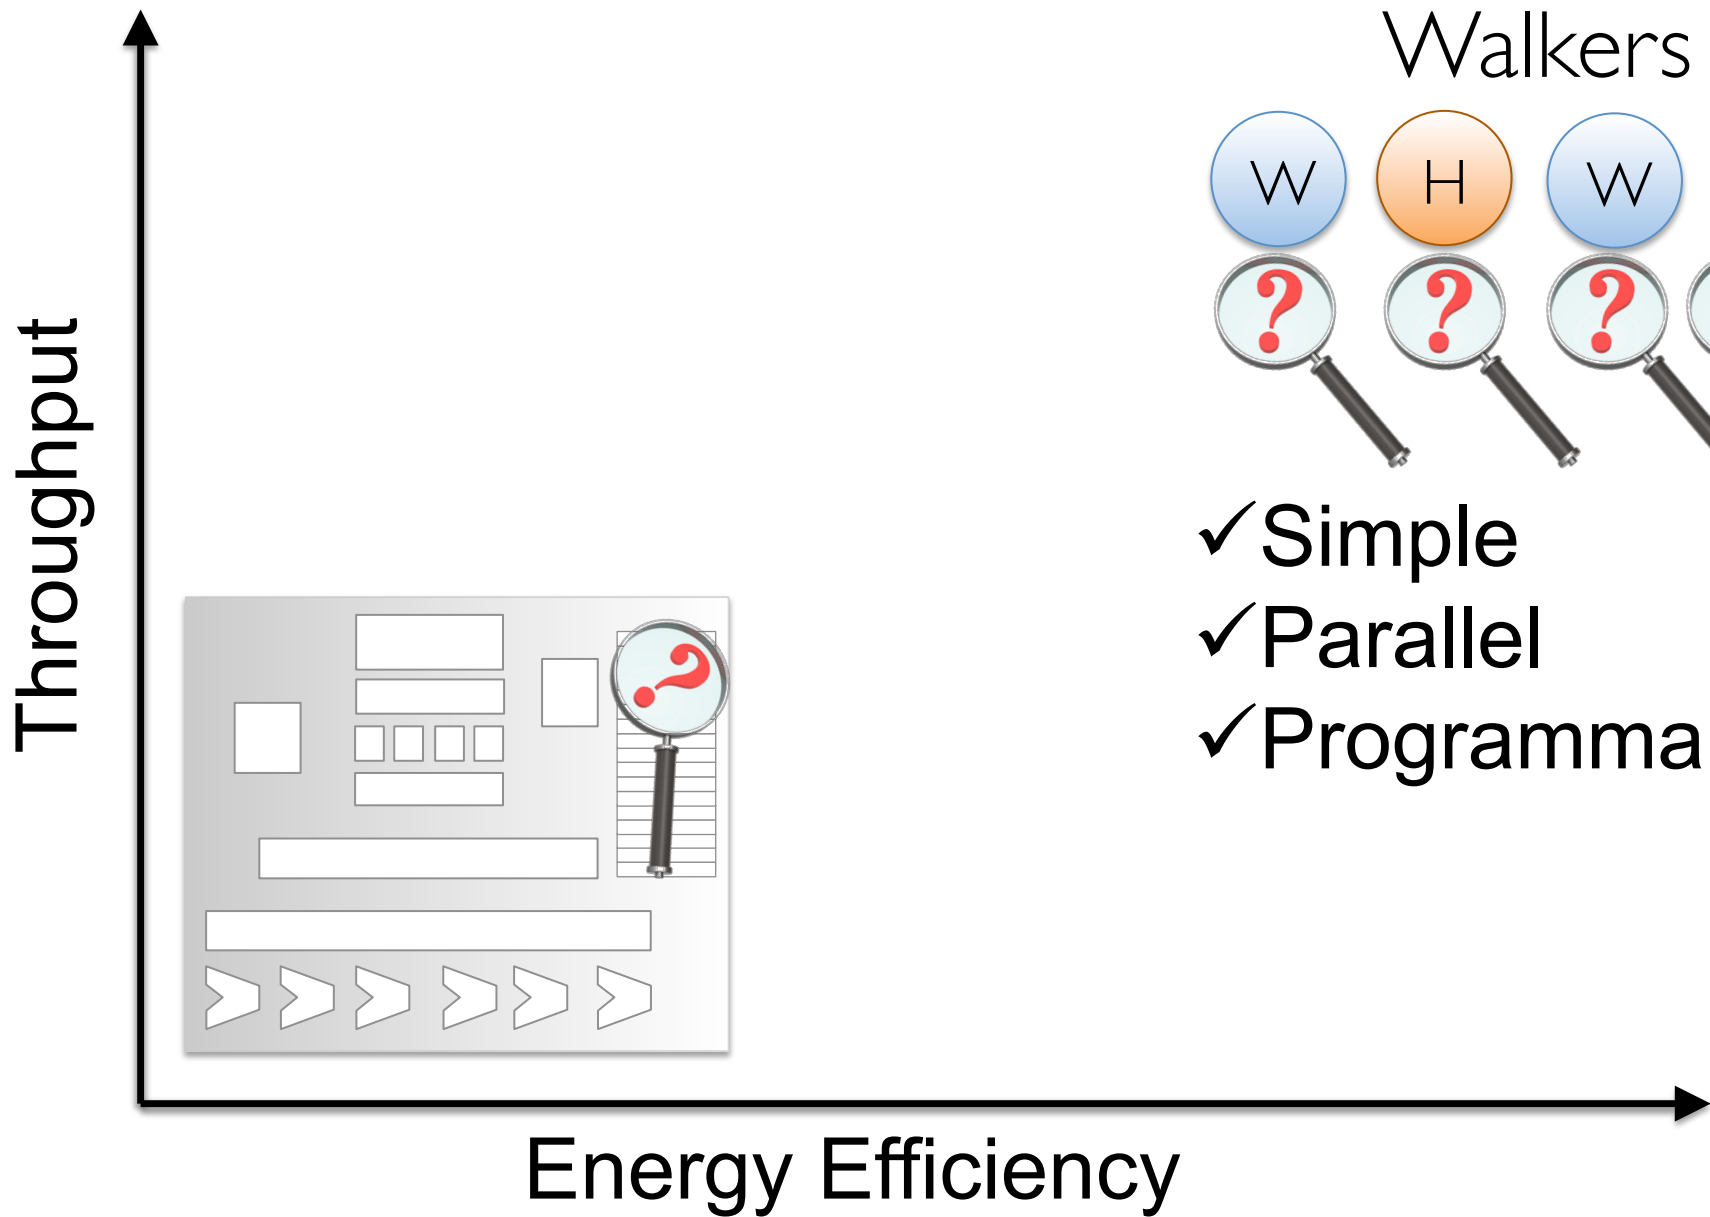 Walkers
W H W
? ? ?
✓Simple
✓Parallel
✓Programma
?
Throughput
Energy Efficiency